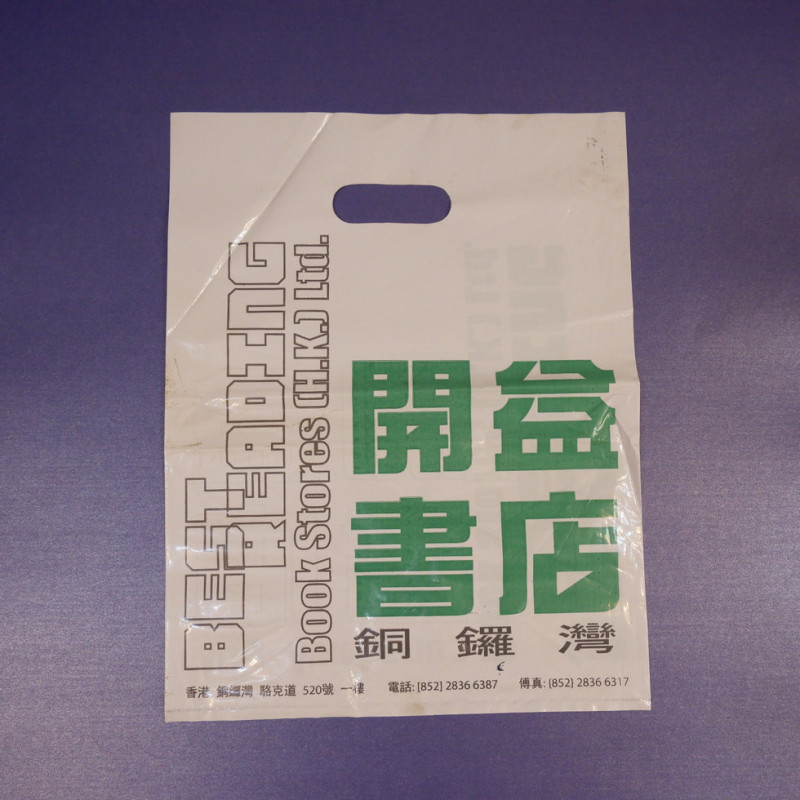 BEST
READING
Book Stores (H.K.) Ltd.
開益
書店
銅鑼灣
香港 銅鑼灣 駱克道 520號 一樓 電話: (852) 2836 6387 傅真: (852) 2836 6317